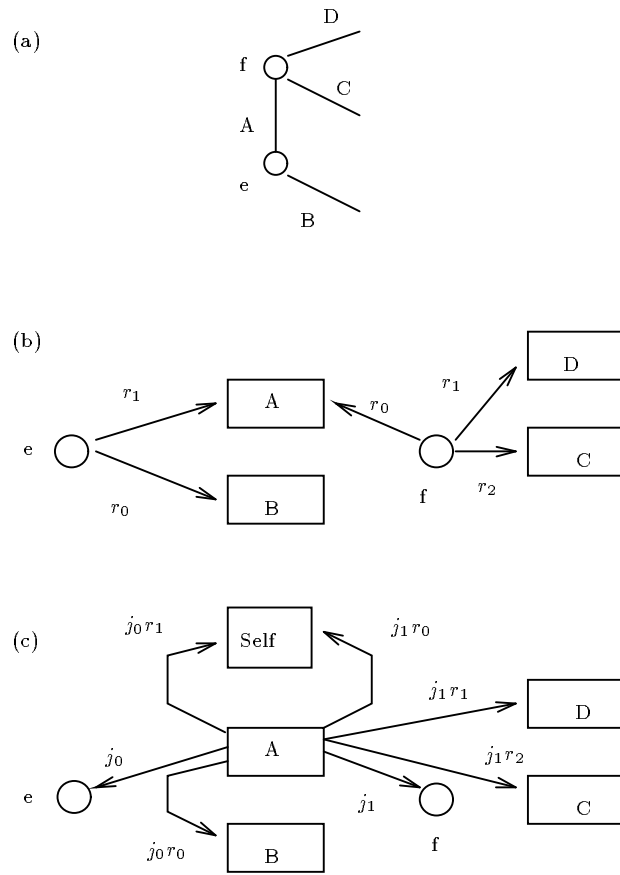 (a)
D
f
C
A
e
B
(b)
D
r₁
r₁
A
r₀
e
C
f
r₂
r₀
B
j₀r₁
j₁r₀
(c)
Self
j₁r₁
D
A
j₀
j₁r₂
e
j₁
C
f
j₀r₀
B